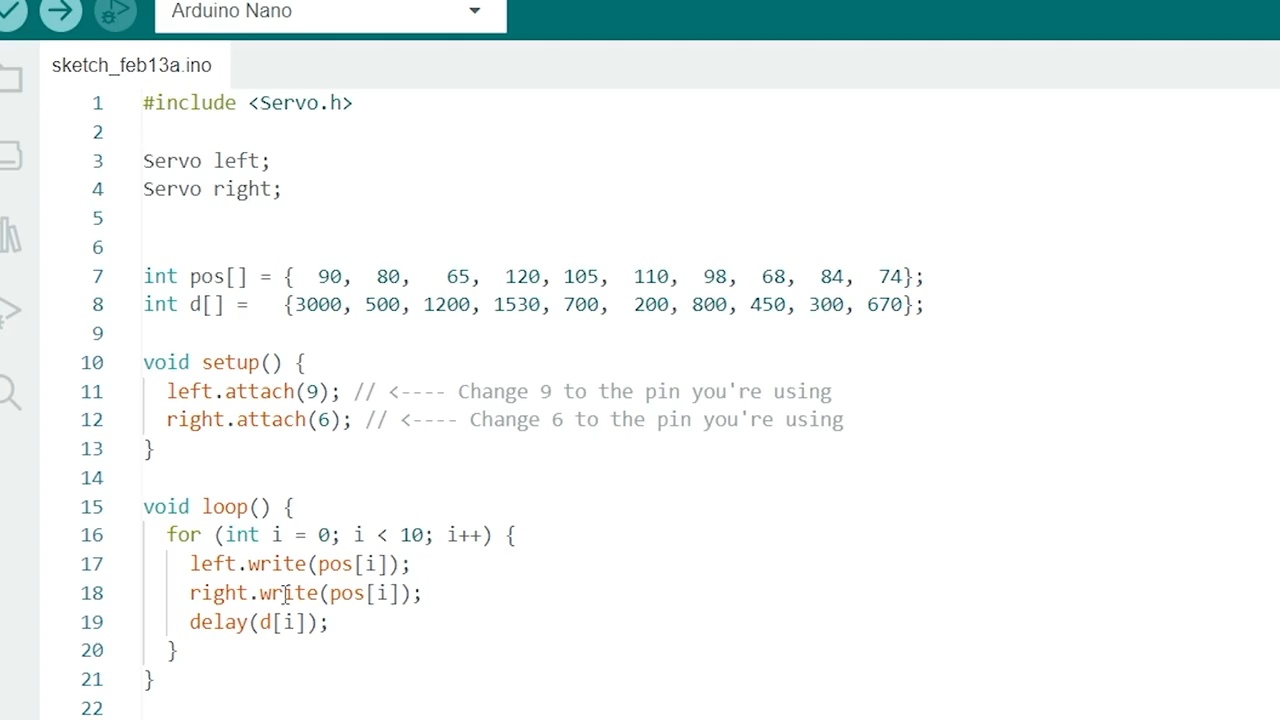 Arduino Nano
sketch_feb13a.ino
1 #include <Servo.h>
2
3 Servo left;
4 Servo right;
5
6
7 int pos[] = { 90, 80, 65, 120, 105, 110, 98, 68, 84, 74};
8 int d[] = {3000, 500, 1200, 1530, 700, 200, 800, 450, 300, 670};
9
10 void setup() {
11 left.attach(9); // <---- Change 9 to the pin you're using
12 right.attach(6); // <---- Change 6 to the pin you're using
13 }
14
15 void loop() {
16 for (int i = 0; i < 10; i++) {
17 left.write(pos[i]);
18 right.write(pos[i]);
19 delay(d[i]);
20 }
21 }
22